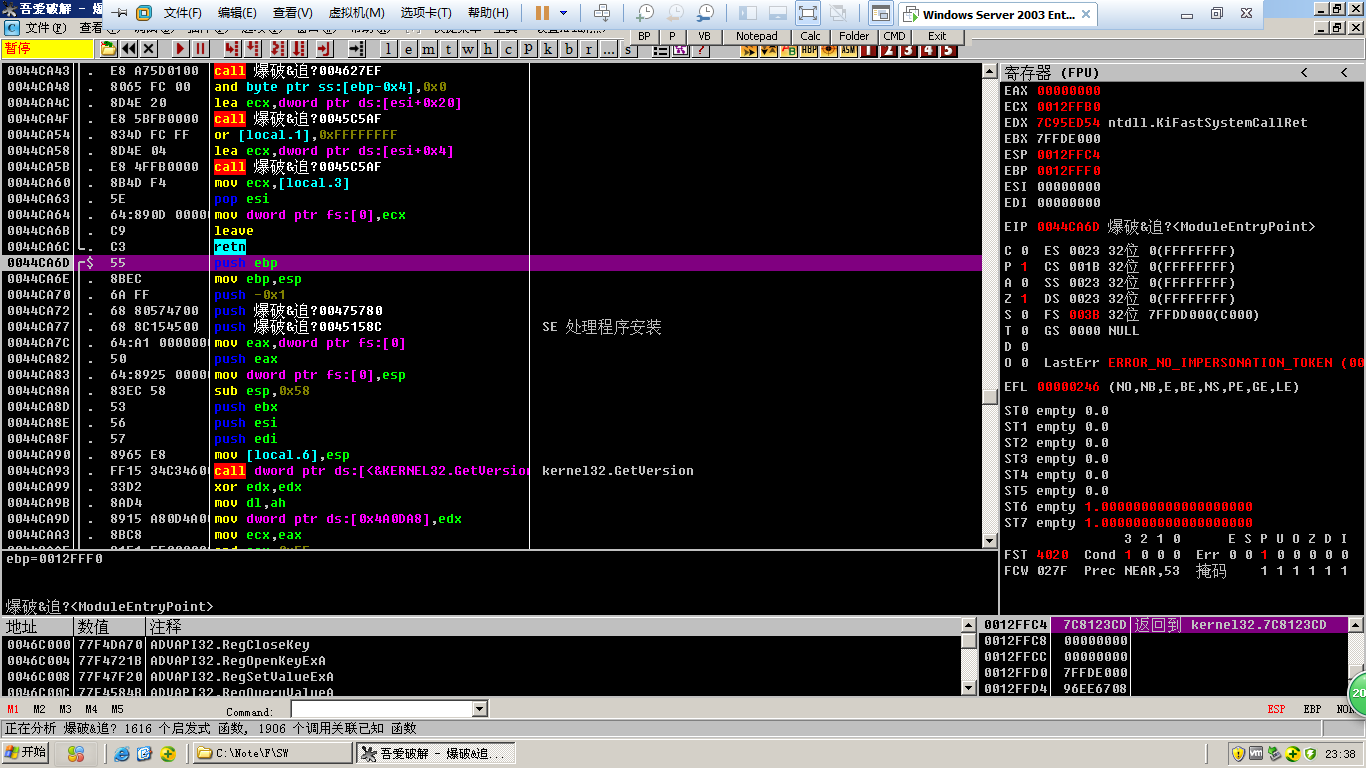 吾爱破解 - 爆
文件(F) 编辑(E) 查看(V) 虚拟机(M) 选项卡(T) 帮助(H)
Windows Server 2003 Ent...
文件
BP P VB Notepad Calc Folder CMD Exit
暂停
l e m t w h c p k b r ... s
0044CA43 . E8 A75D0100 call 爆破&追?004627EF
0044CA48 . 8065 FC 00 and byte ptr ss:[ebp-0x4],0x0
0044CA4C . 8D4E 20 lea ecx,dword ptr ds:[esi+0x20]
0044CA4F . E8 5BFB0000 call 爆破&追?0045C5AF
0044CA54 . 834D FC FF or [local.1],0xFFFFFFFF
0044CA58 . 8D4E 04 lea ecx,dword ptr ds:[esi+0x4]
0044CA5B . E8 4FFB0000 call 爆破&追?0045C5AF
0044CA60 . 8B4D F4 mov ecx,[local.3]
0044CA63 . 5E pop esi
0044CA64 . 64:890D 00000 mov dword ptr fs:[0],ecx
0044CA6B . C9 leave
0044CA6C . C3 retn
0044CA6D $ 55 push ebp
0044CA6E . 8BEC mov ebp,esp
0044CA70 . 6A FF push -0x1
0044CA72 . 68 80574700 push 爆破&追?00475780
0044CA77 . 68 8C154500 push 爆破&追?0045158C SE 处理程序安装
0044CA7C . 64:A1 0000000 mov eax,dword ptr fs:[0]
0044CA82 . 50 push eax
0044CA83 . 64:8925 00000 mov dword ptr fs:[0],esp
0044CA8A . 83EC 58 sub esp,0x58
0044CA8D . 53 push ebx
0044CA8E . 56 push esi
0044CA8F . 57 push edi
0044CA90 . 8965 E8 mov [local.6],esp
0044CA93 . FF15 34C34600 call dword ptr ds:[<&KERNEL32.GetVersion kernel32.GetVersion
0044CA99 . 33D2 xor edx,edx
0044CA9B . 8AD4 mov dl,ah
0044CA9D . 8915 A80D4A00 mov dword ptr ds:[0x4A0DA8],edx
0044CAA3 . 8BC8 mov ecx,eax
ebp=0012FFF0
爆破&追?<ModuleEntryPoint>
寄存器 (FPU) < <
EAX 00000000
ECX 0012FFB0
EDX 7C95ED54 ntdll.KiFastSystemCallRet
EBX 7FFDE000
ESP 0012FFC4
EBP 0012FFF0
ESI 00000000
EDI 00000000
EIP 0044CA6D 爆破&追?<ModuleEntryPoint>
C 0 ES 0023 32位 0(FFFFFFFF)
P 1 CS 001B 32位 0(FFFFFFFF)
A 0 SS 0023 32位 0(FFFFFFFF)
Z 1 DS 0023 32位 0(FFFFFFFF)
S 0 FS 003B 32位 7FFDD000(C000)
T 0 GS 0000 NULL
D 0
O 0 LastErr ERROR_NO_IMPERSONATION_TOKEN (00
EFL 00000246 (NO,NB,E,BE,NS,PE,GE,LE)
ST0 empty 0.0
ST1 empty 0.0
ST2 empty 0.0
ST3 empty 0.0
ST4 empty 0.0
ST5 empty 0.0
ST6 empty 1.0000000000000000000
ST7 empty 1.0000000000000000000
3 2 1 0 E S P U O Z D I
FST 4020 Cond 1 0 0 0 Err 0 0 1 0 0 0 0 0
FCW 027F Prec NEAR,53 掩码 1 1 1 1 1 1
地址 数值 注释
0046C000 77F4DA70 ADVAPI32.RegCloseKey
0046C004 77F4721B ADVAPI32.RegOpenKeyExA
0046C008 77F47F20 ADVAPI32.RegSetValueExA
0046C00C 77F4584B ADVAPI32.RegQueryValueA
0012FFC4 7C8123CD 返回到 kernel32.7C8123CD
0012FFC8 00000000
0012FFCC 00000000
0012FFD0 7FFDE000
0012FFD4 96EE6708
20
M1 M2 M3 M4 M5 Command: ESP EBP NON
正在分析 爆破&追? 1616 个启发式 函数, 1906 个调用关联已知 函数
开始 C:\Note\F\SW 吾爱破解 - 爆破&追... 23:38